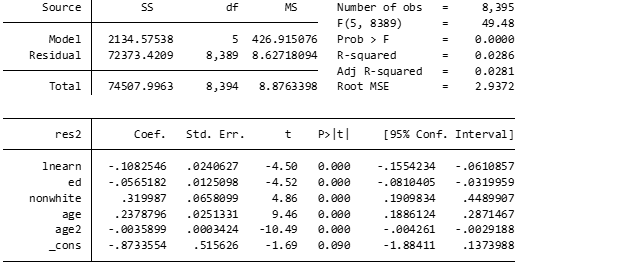 Source SS df MS Number of obs = 8,395
F(5, 8389) = 49.48
Model 2134.57538 5 426.915076 Prob > F = 0.0000
Residual 72373.4209 8,389 8.62718094 R-squared = 0.0286
Adj R-squared = 0.0281
Total 74507.9963 8,394 8.8763398 Root MSE = 2.9372
res2 Coef. Std. Err. t P>|t| [95% Conf. Interval]
lnearn -.1082546 .0240627 -4.50 0.000 -.1554234 -.0610857
ed -.0565182 .0125098 -4.52 0.000 -.0810405 -.0319959
nonwhite .319987 .0658099 4.86 0.000 .1909834 .4489907
age .2378796 .0251331 9.46 0.000 .1886124 .2871467
age2 -.0035899 .0003424 -10.49 0.000 -.004261 -.0029188
_cons -.8733554 .515626 -1.69 0.090 -1.88411 .1373988